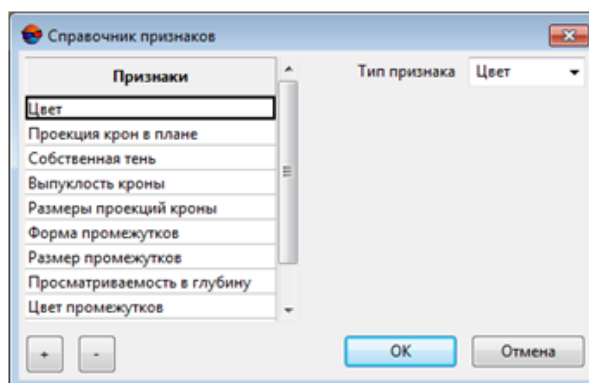 Справочник признаков
Признаки
Тип признака Цвет
Цвет
Проекция крон в плане
Собственная тень
Выпуклость кроны
Размеры проекций кроны
Форма промежутков
Размер промежутков
Просматриваемость в глубину
Цвет промежутков
+ - OK Отмена